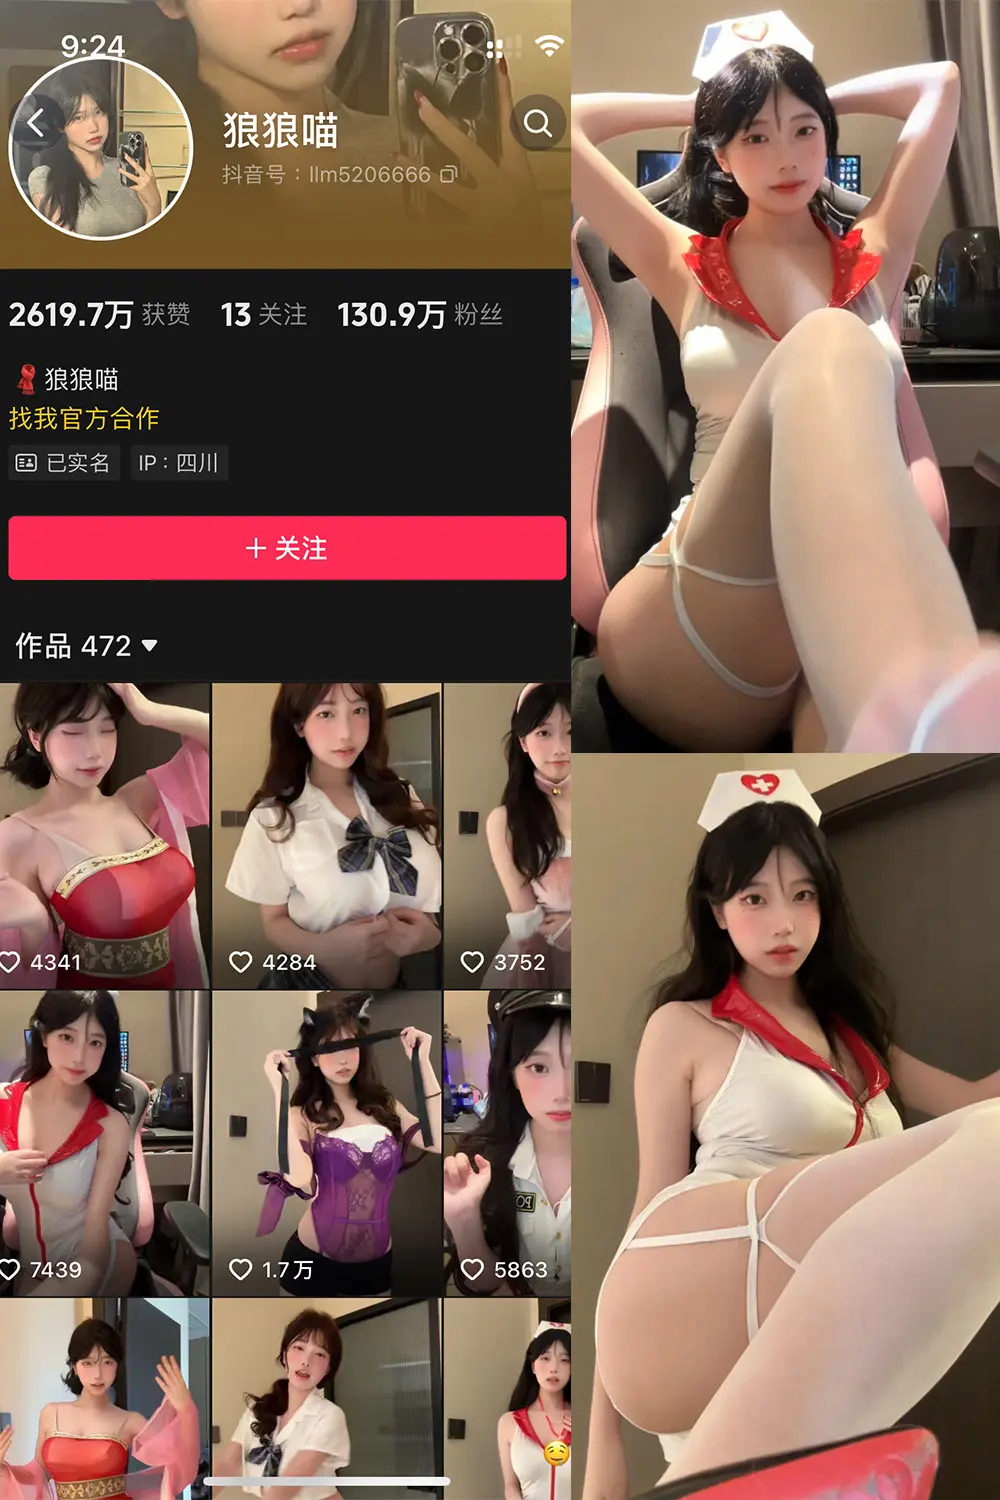 9:24
狼狼喵
抖音号：llm5206666
2619.7万 获赞 13 关注 130.9万 粉丝
狼狼喵
找我官方合作
已实名 IP：四川
+ 关注
作品 472
4341 4284 3752
7439 1.7万 5863